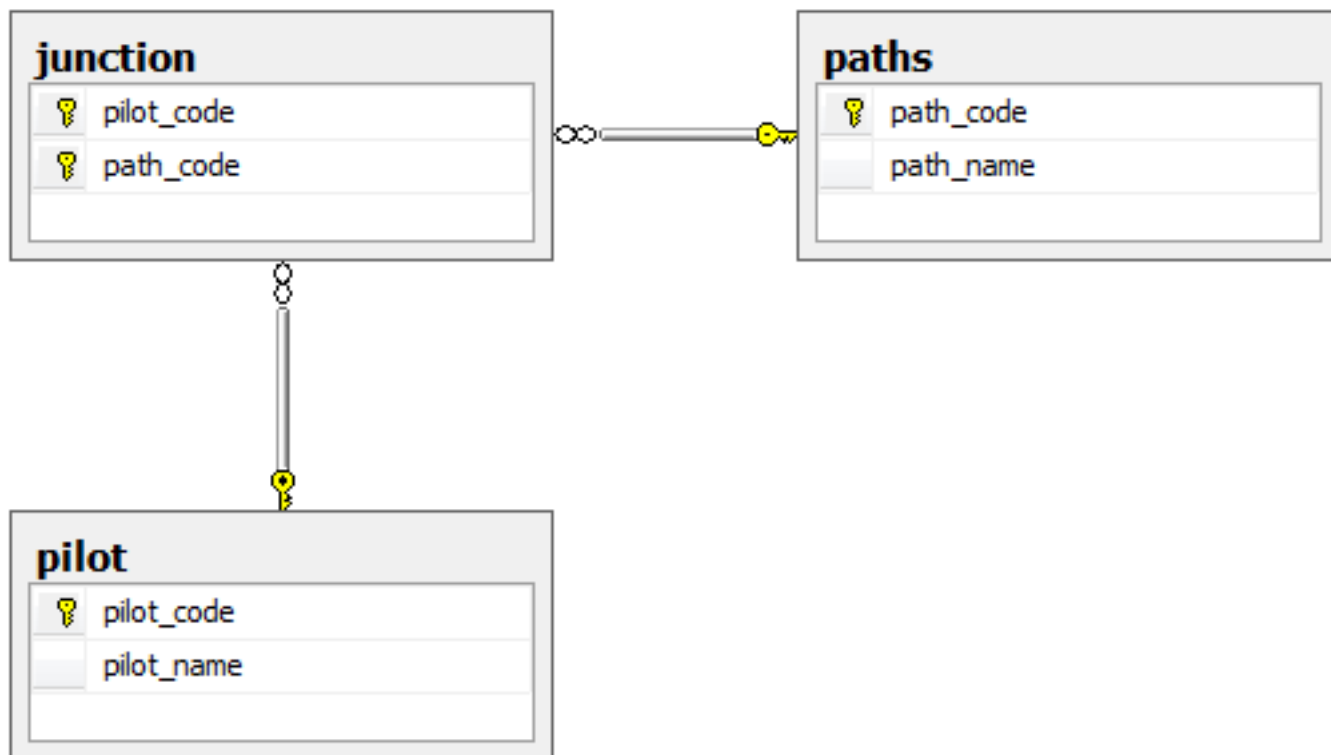 junction
pilot_code
path_code
paths
path_code
path_name
pilot
pilot_code
pilot_name